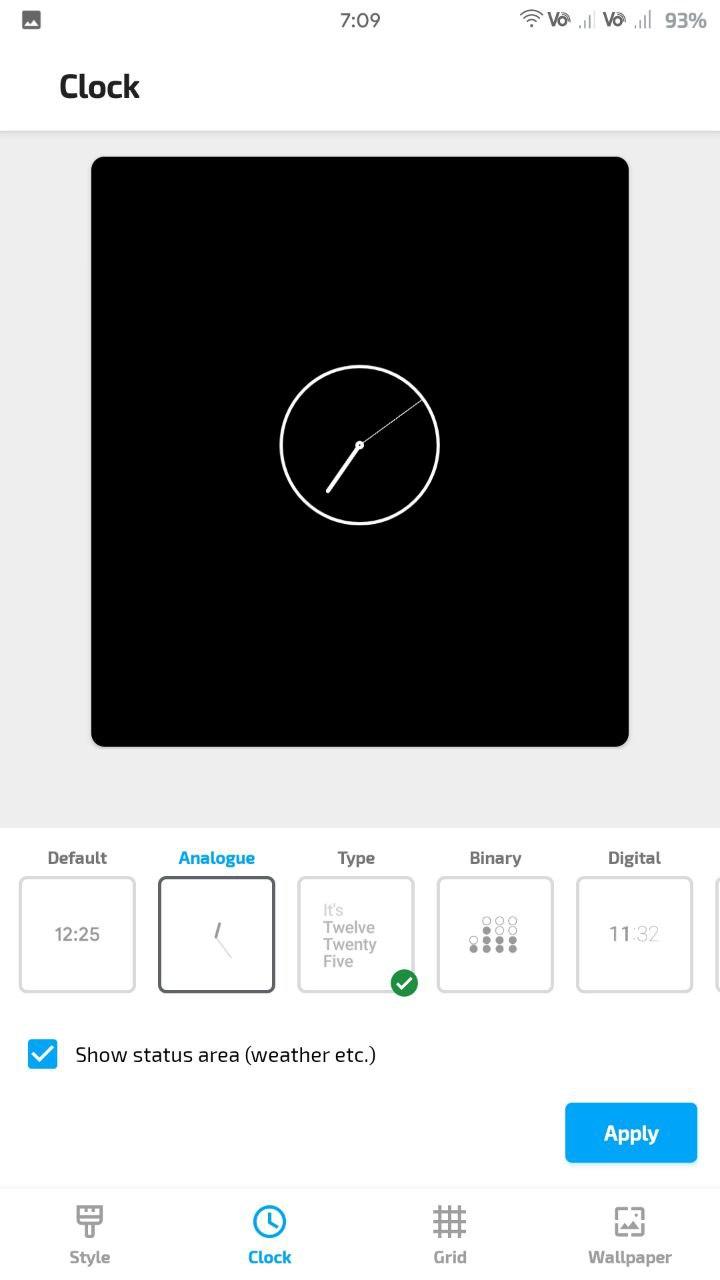 7:09
Vo
Vo
93%
Clock
Default
Analogue
Type
Binary
Digital
12:25
It's
Twelve
Twenty
Five
11:32
Show status area (weather etc.)
Apply
Style
Clock
Grid
Wallpaper